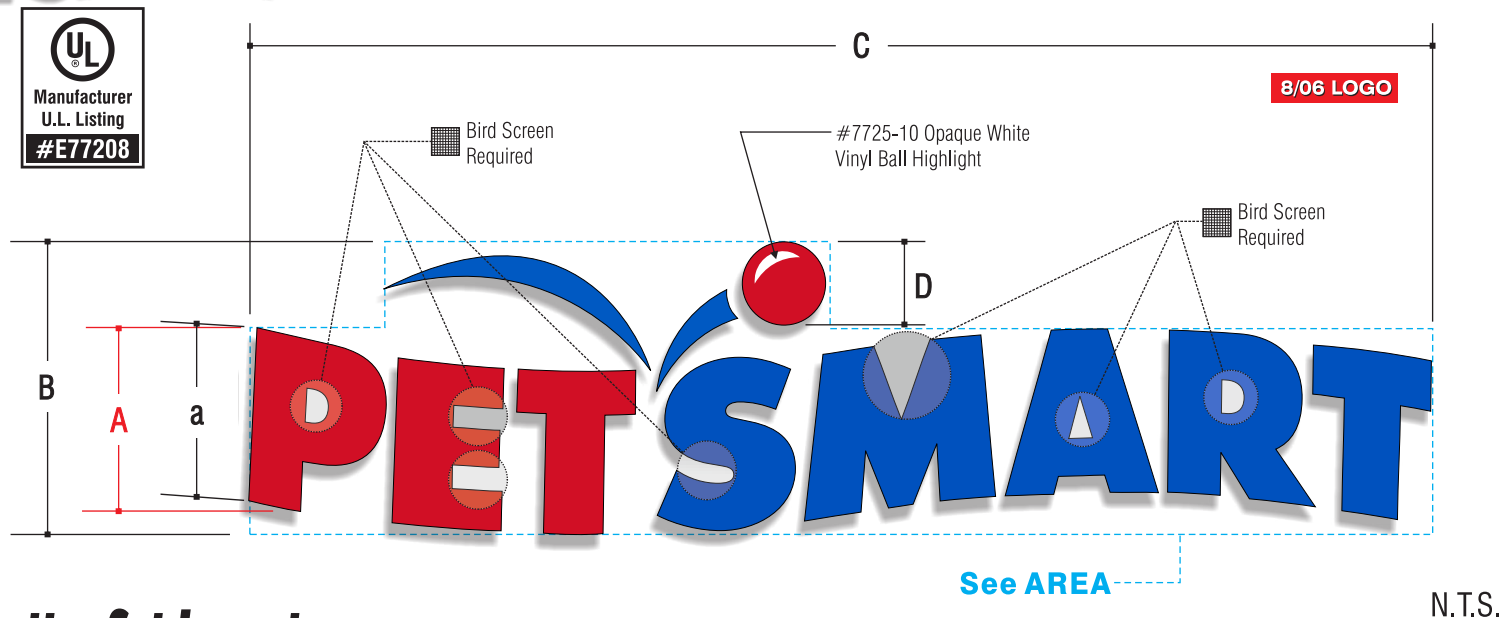 UL
®
Manufacturer
U.L. Listing
#E77208
C
8/06 LOGO
Bird Screen
Required
#7725-10 Opaque White
Vinyl Ball Highlight
Bird Screen
Required
D
B
A
a
PETSMART
See AREA
N.T.S.